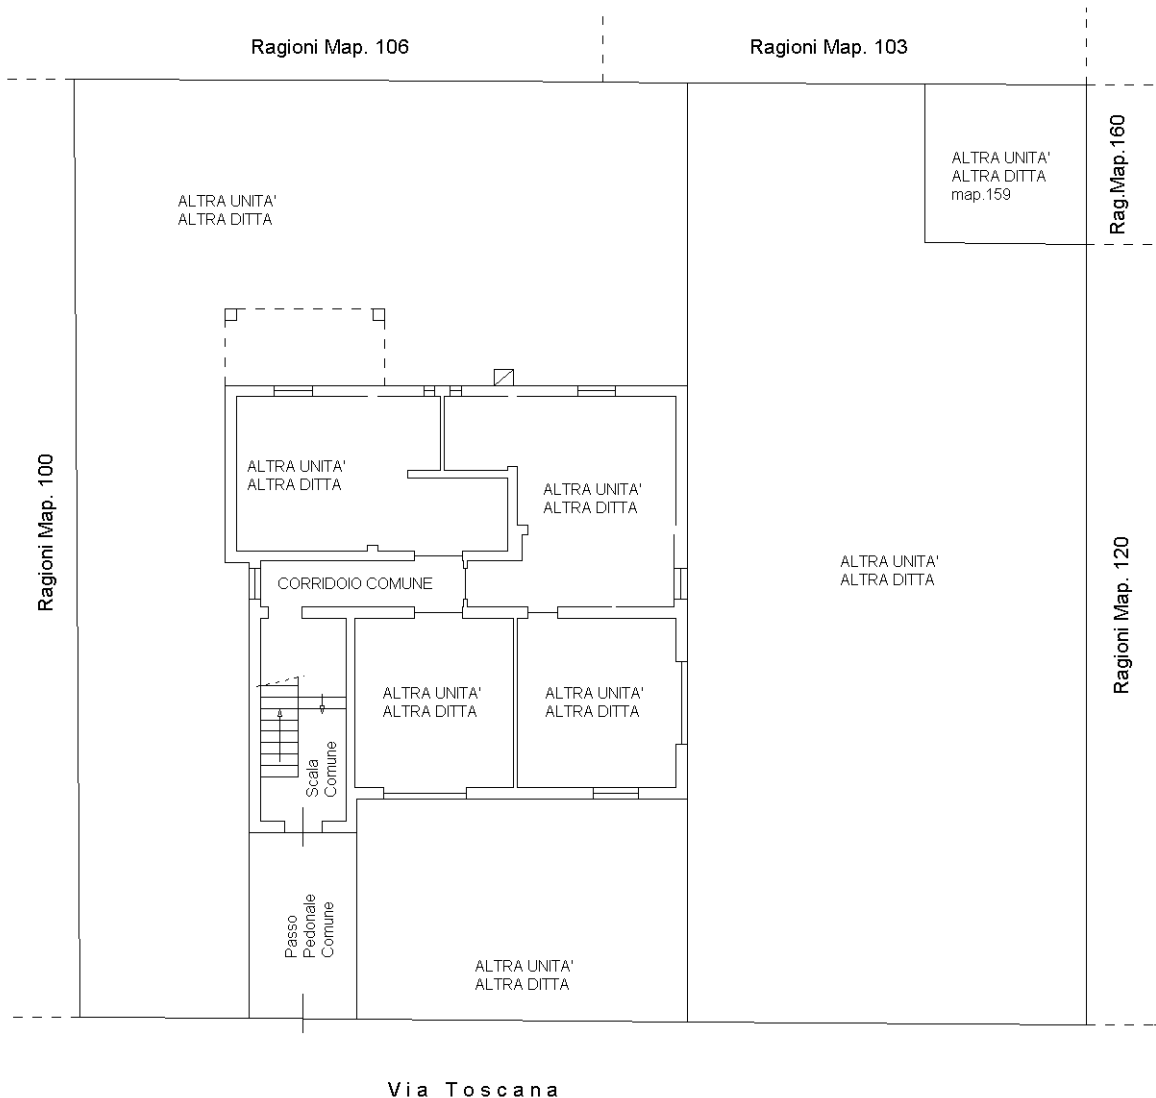 Ragioni Map. 106
Ragioni Map. 103
Rag.Map.160
ALTRA UNITA'
ALTRA DITTA
map.159
ALTRA UNITA'
ALTRA DITTA
Ragioni Map. 100
ALTRA UNITA'
ALTRA DITTA
ALTRA UNITA'
ALTRA DITTA
ALTRA UNITA'
ALTRA DITTA
Ragioni Map. 120
CORRIDOIO COMUNE
ALTRA UNITA'
ALTRA DITTA
ALTRA UNITA'
ALTRA DITTA
Scala
Comune
Passo
Pedonale
Comune
ALTRA UNITA'
ALTRA DITTA
Via Toscana